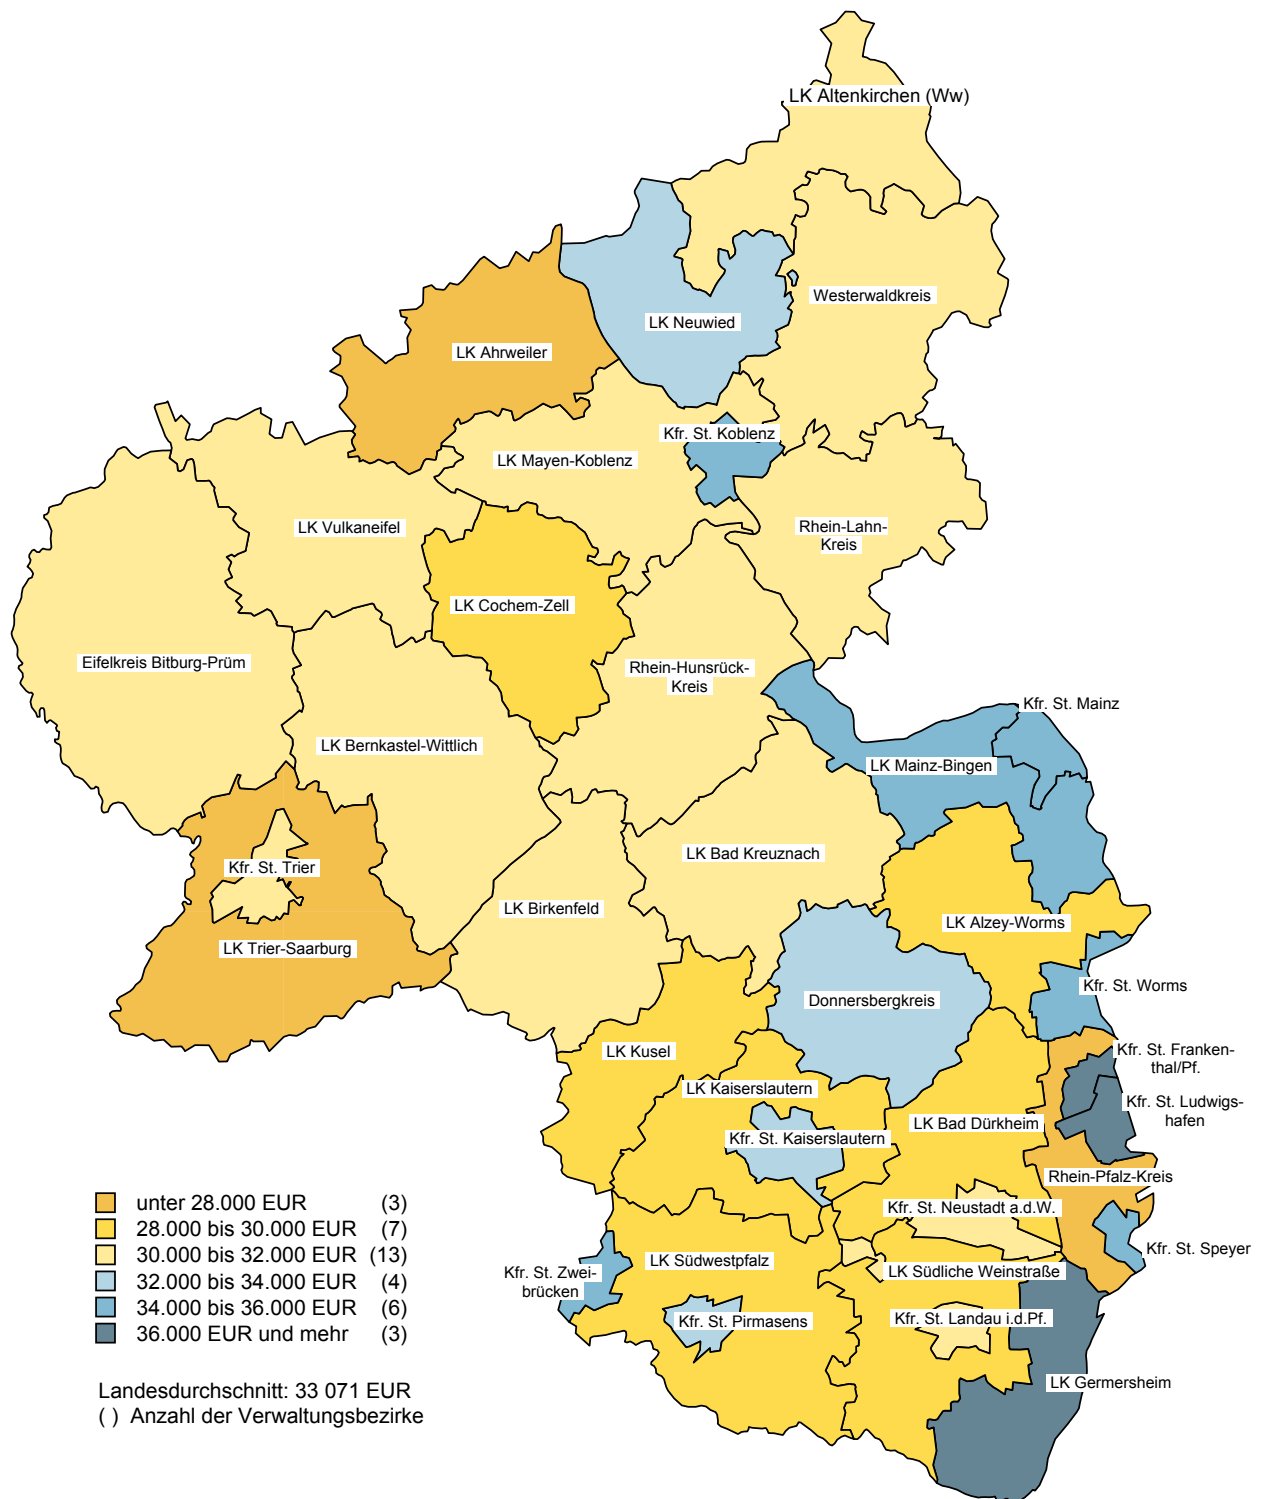 LK Altenkirchen (Ww)
Westerwaldkreis
LK Neuwied
LK Ahrweiler
Kfr. St. Koblenz
LK Mayen-Koblenz
LK Vulkaneifel
Rhein-Lahn-
Kreis
LK Cochem-Zell
Eifelkreis Bitburg-Prüm
Rhein-Hunsrück-
Kreis
Kfr. St. Mainz
LK Bernkastel-Wittlich
LK Mainz-Bingen
LK Bad Kreuznach
Kfr. St. Trier
LK Birkenfeld
LK Alzey-Worms
LK Trier-Saarburg
Kfr. St. Worms
Donnersbergkreis
LK Kusel
Kfr. St. Franken-
thal/Pf.
LK Kaiserslautern
Kfr. St. Ludwigs-
hafen
LK Bad Dürkheim
Kfr. St. Kaiserslautern
Rhein-Pfalz-Kreis
Kfr. St. Neustadt a.d.W.
Kfr. St. Speyer
LK Südwestpfalz
LK Südliche Weinstraße
Kfr. St. Zwei-
brücken
Kfr. St. Pirmasens
Kfr. St. Landau i.d.Pf.
LK Germersheim
unter 28.000 EUR (3)
28.000 bis 30.000 EUR (7)
30.000 bis 32.000 EUR (13)
32.000 bis 34.000 EUR (4)
34.000 bis 36.000 EUR (6)
36.000 EUR und mehr (3)
Landesdurchschnitt: 33 071 EUR
( ) Anzahl der Verwaltungsbezirke